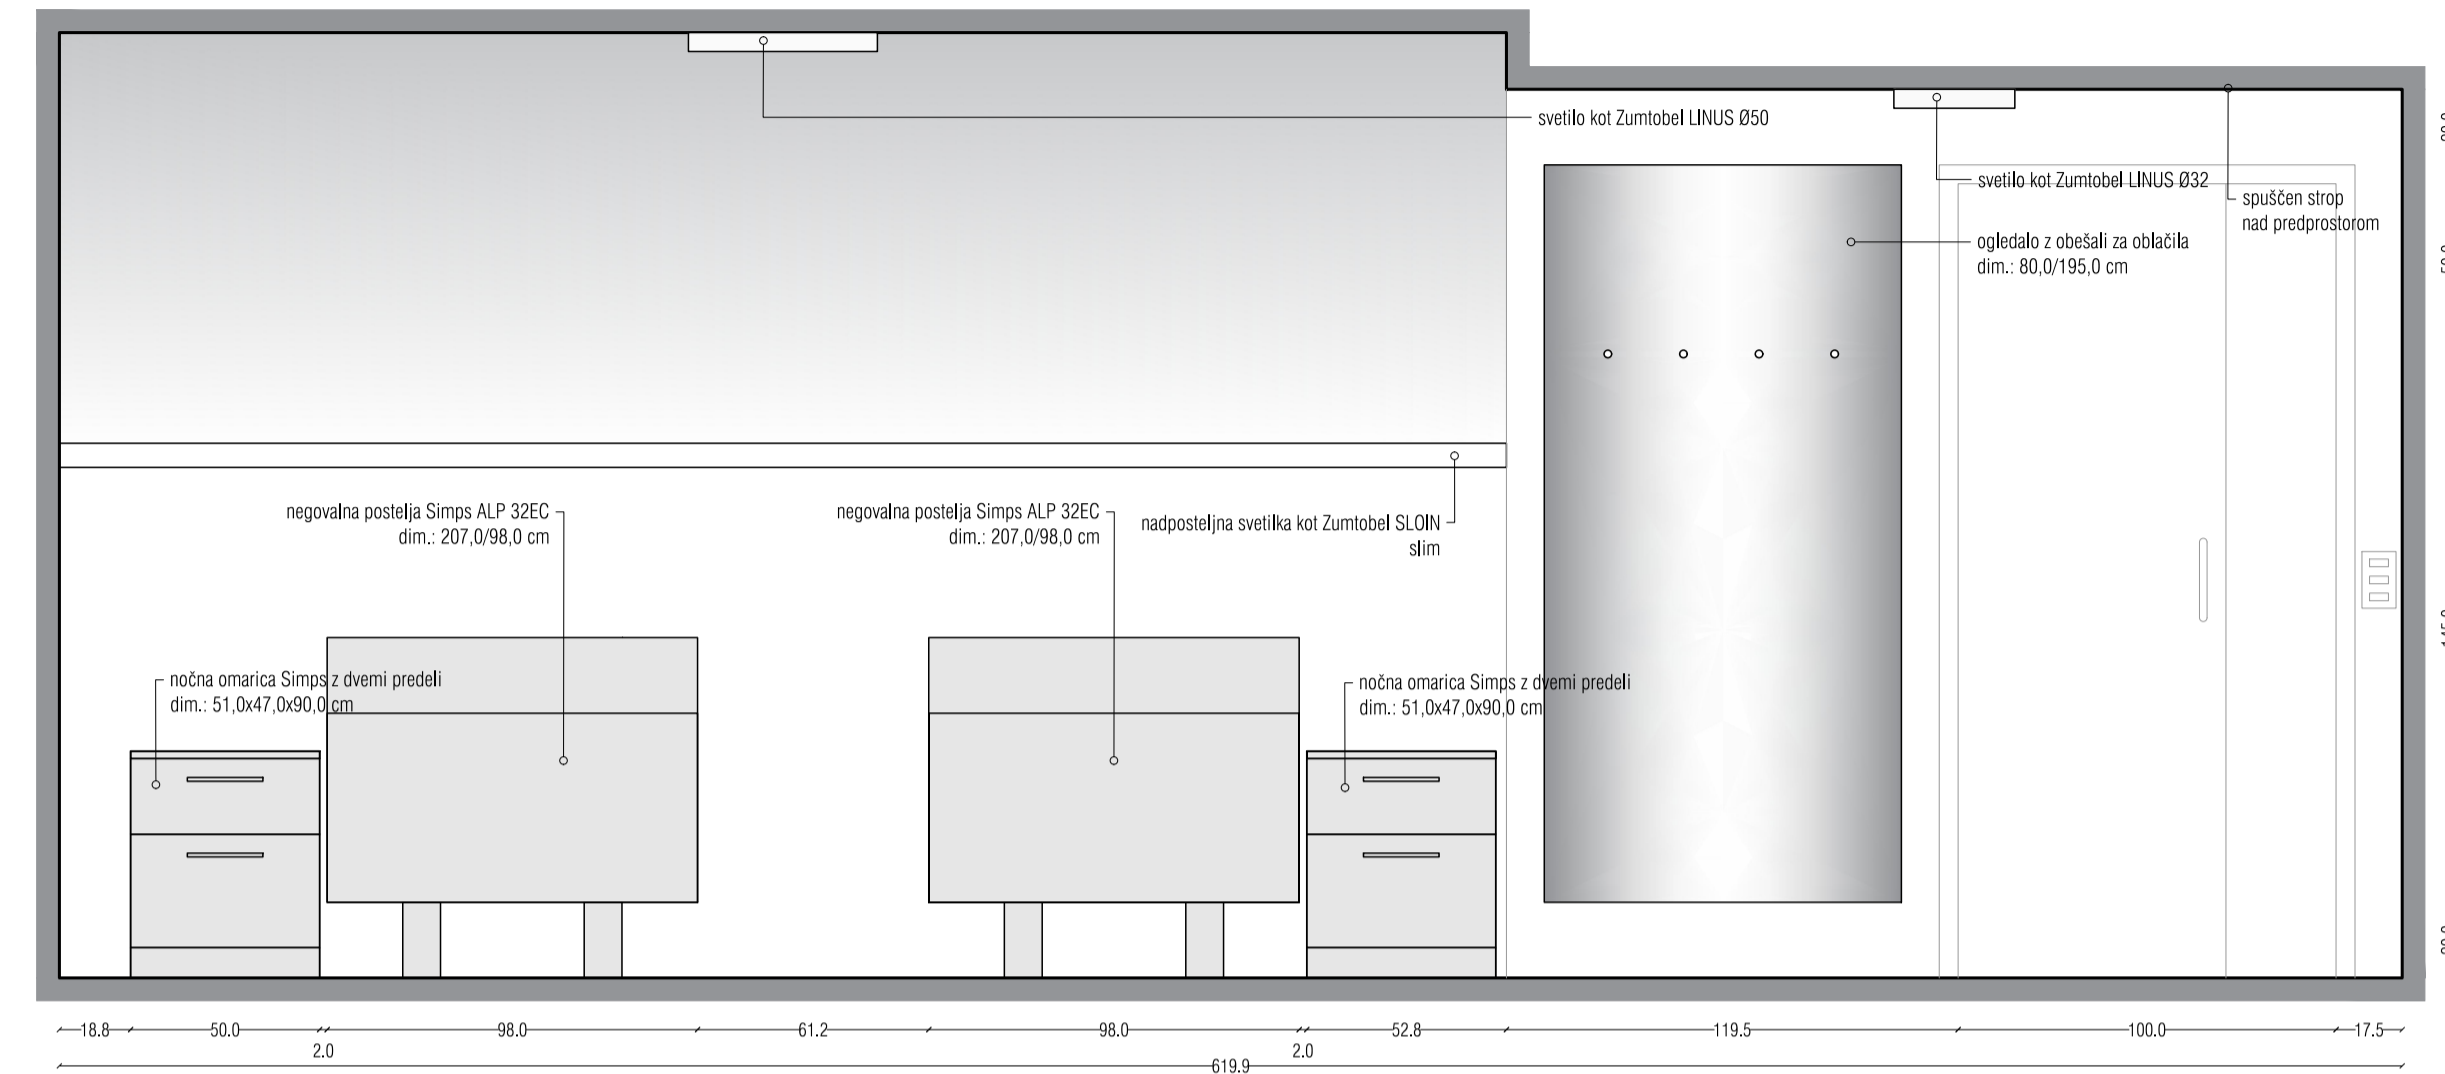 svetilo kot Zumtobel LINUS Ø50
svetilo kot Zumtobel LINUS Ø32
spuščen strop
nad predprostorom
ogledalo z obešali za oblačila
dim.: 80,0/195,0 cm
negovalna postelja Simps ALP 32EC
dim.: 207,0/98,0 cm
negovalna postelja Simps ALP 32EC
dim.: 207,0/98,0 cm
nadposteljna svetilka kot Zumtobel SLOIN
slim
nočna omarica Simps z dvemi predeli
dim.: 51,0x47,0x90,0 cm
nočna omarica Simps z dvemi predeli
dim.: 51,0x47,0x90,0 cm
18.8 50.0 98.0 61.2 98.0 52.8 119.5 100.0 17.5
2.0 2.0
619.9